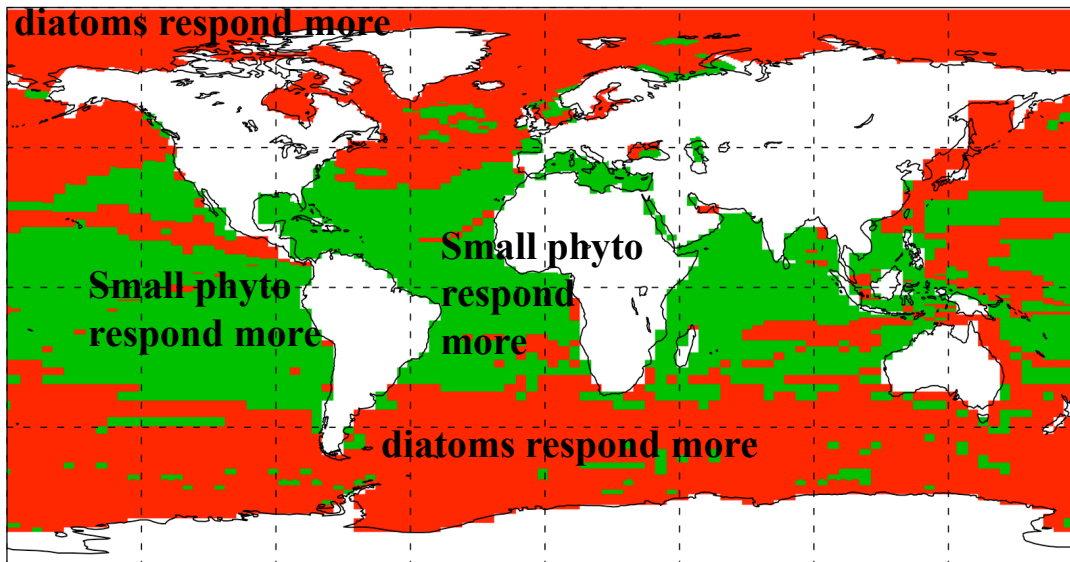 diatoms respond more
Small phyto
respond more
Small phyto
respond
more
diatoms respond more